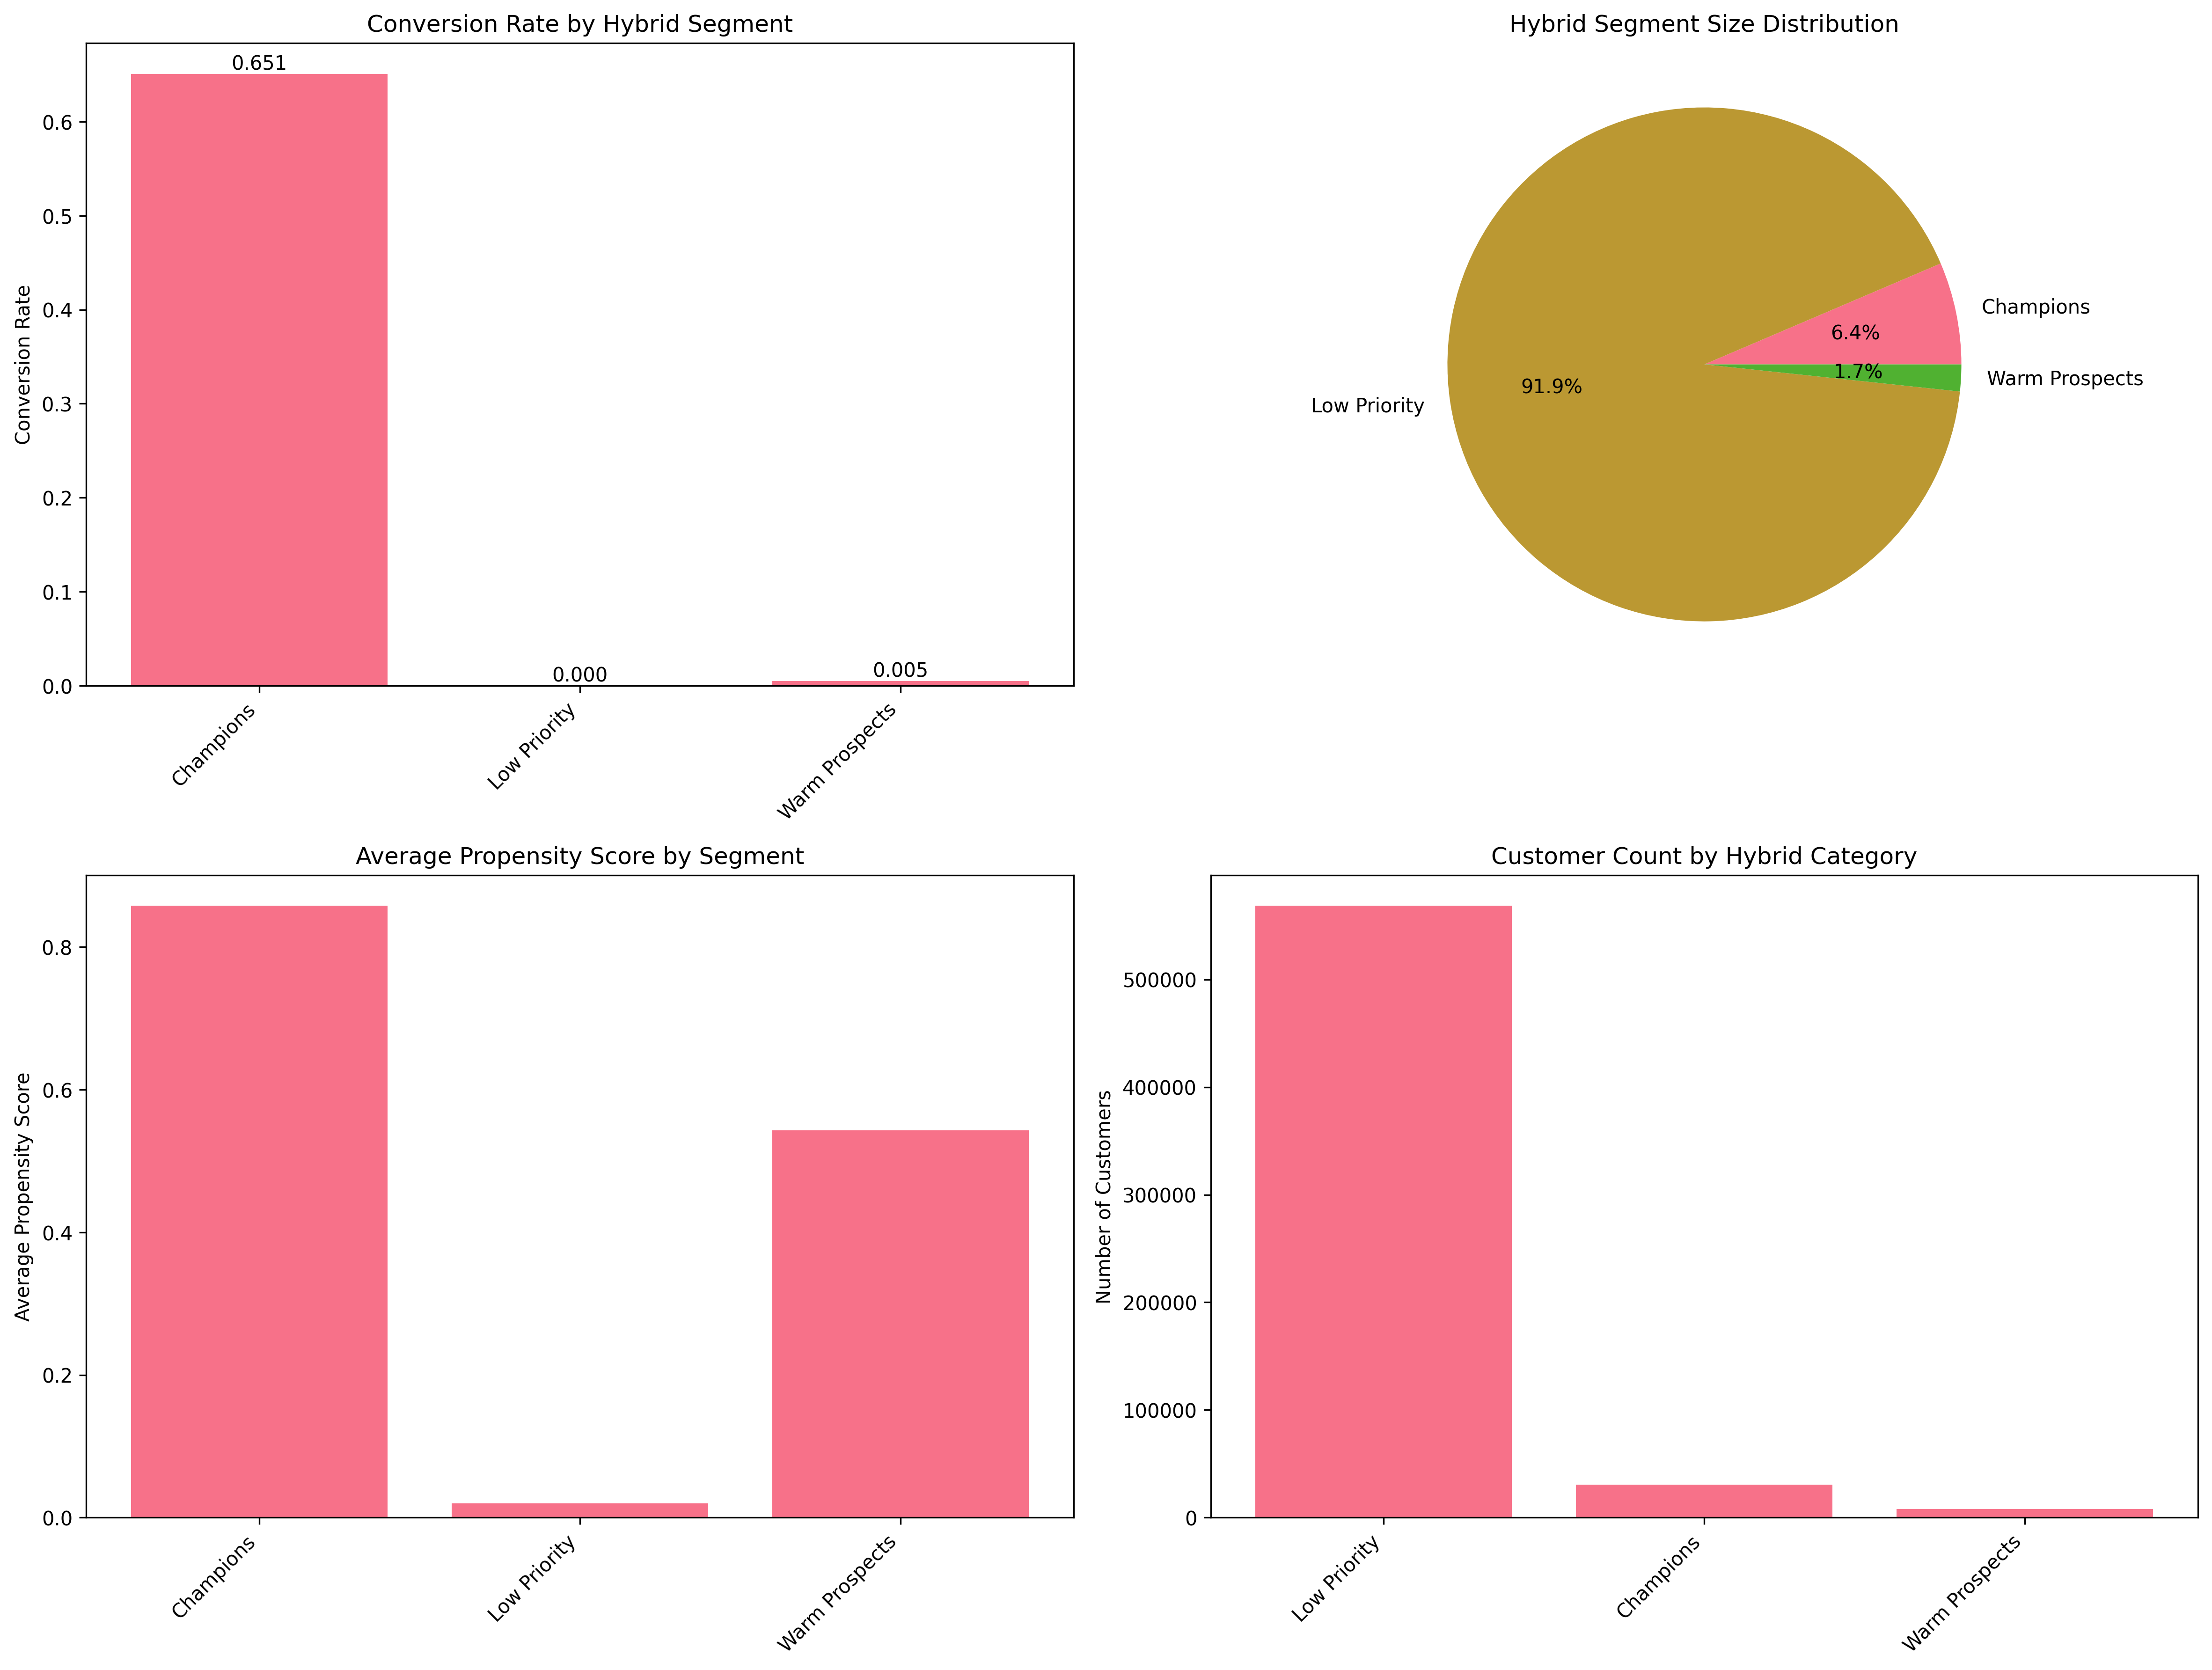 Conversion Rate by Hybrid Segment
Conversion Rate
0.6
0.5
0.4
0.3
0.2
0.1
0.0
0.651
0.000
0.005
Champions
Low Priority
Warm Prospects
Hybrid Segment Size Distribution
Champions
6.4%
1.7%
Warm Prospects
91.9%
Low Priority
Average Propensity Score by Segment
Average Propensity Score
0.8
0.6
0.4
0.2
0.0
Champions
Low Priority
Warm Prospects
Customer Count by Hybrid Category
Number of Customers
500000
400000
300000
200000
100000
0
Low Priority
Champions
Warm Prospects